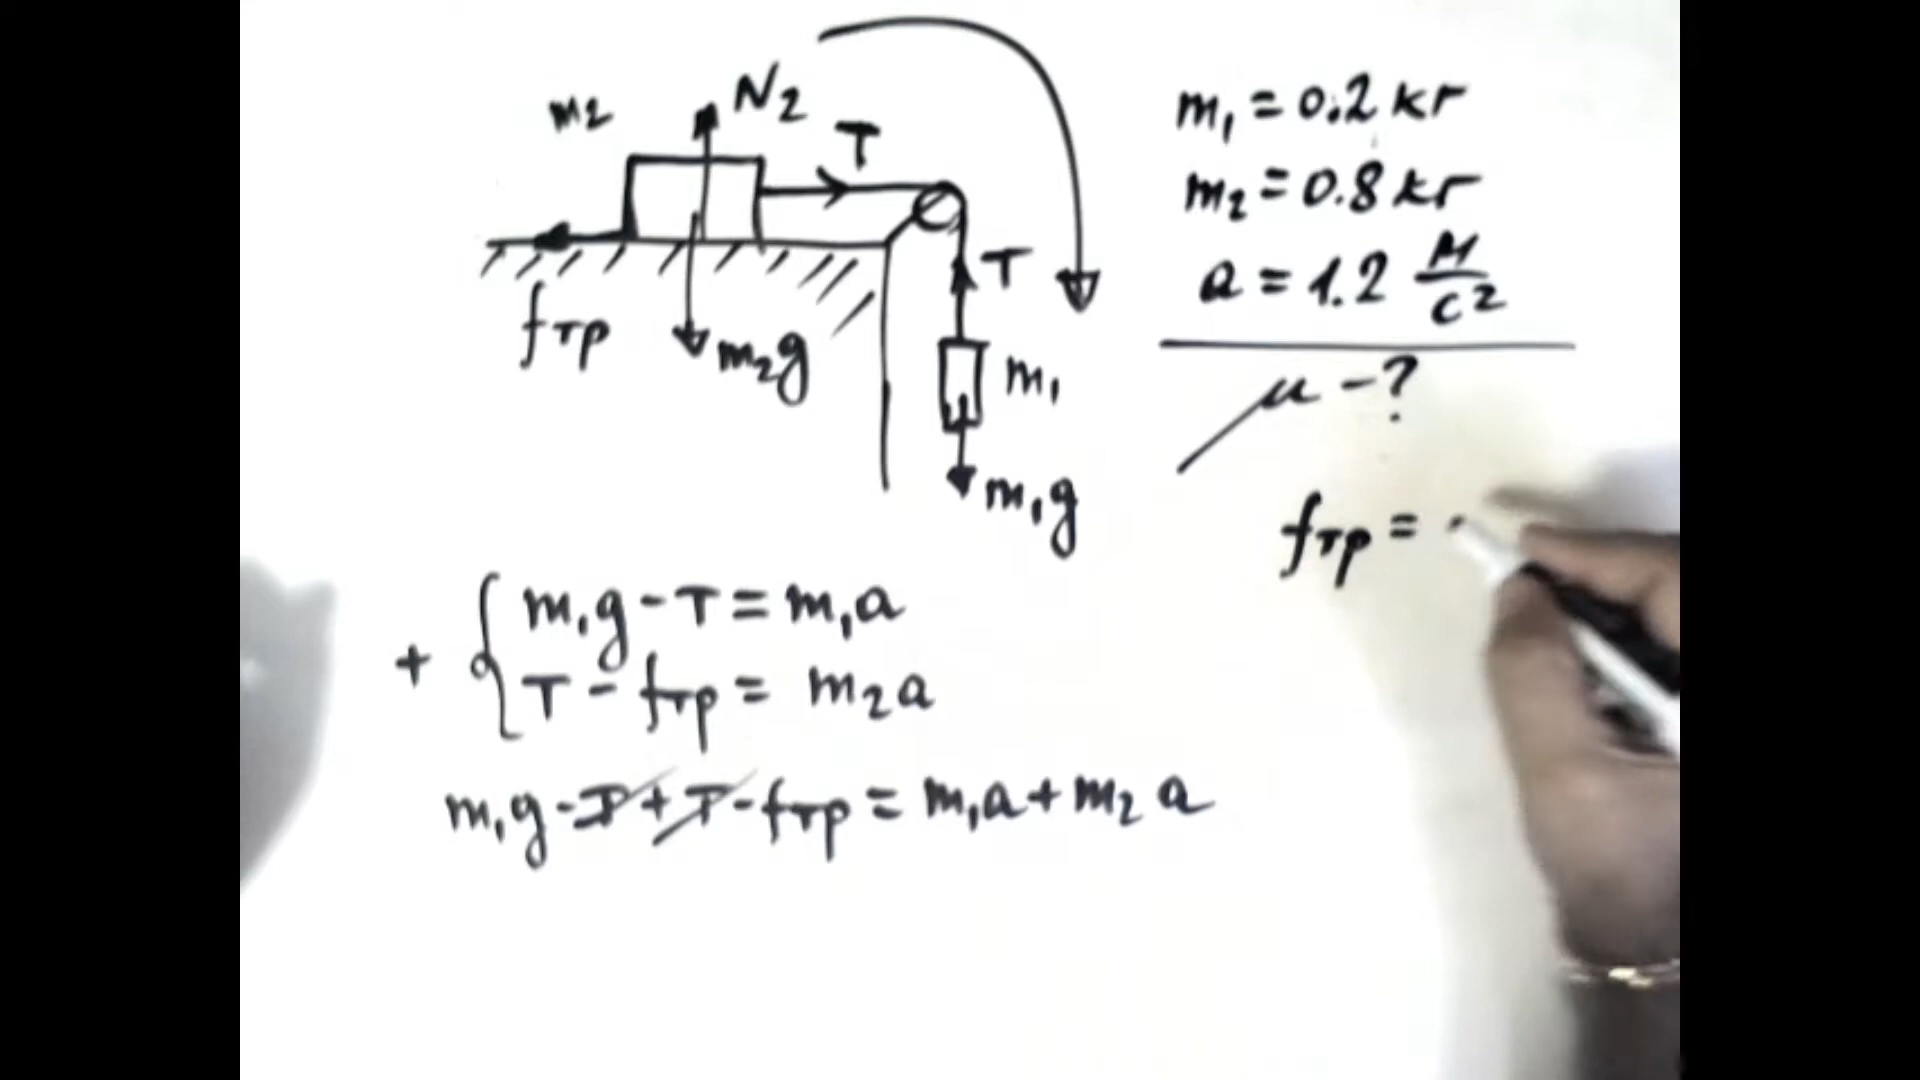 m₂
N₂
T
fтр
m₂g
T
m₁
m₁g
m₁ = 0.2 кг
m₂ = 0.8 кг
a = 1.2 м/с²
μ - ?
fтр =
+ { m₁g - T = m₁a
T - fтр = m₂a
m₁g - T + T - fтр = m₁a + m₂a